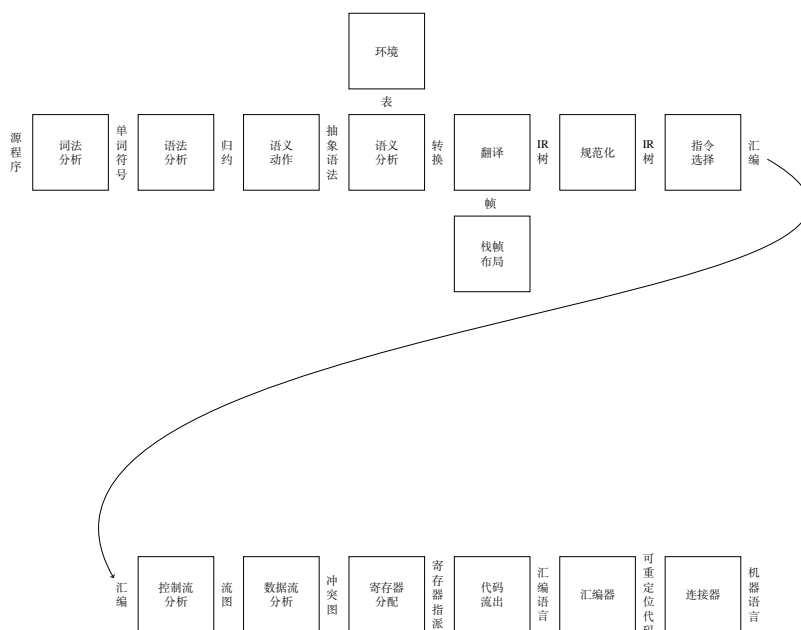 环境
表
源程序
词法
分析
单词符号
语法
分析
归约
语义
动作
抽象语法
语义
分析
转换
翻译
IR
树
规范化
IR
树
指令
选择
汇编
帧
栈帧
布局
汇编
控制流
分析
流图
数据流
分析
冲突图
寄存器
分配
寄存器指派
代码
流出
汇编语言
汇编器
可重定位代码
连接器
机器语言